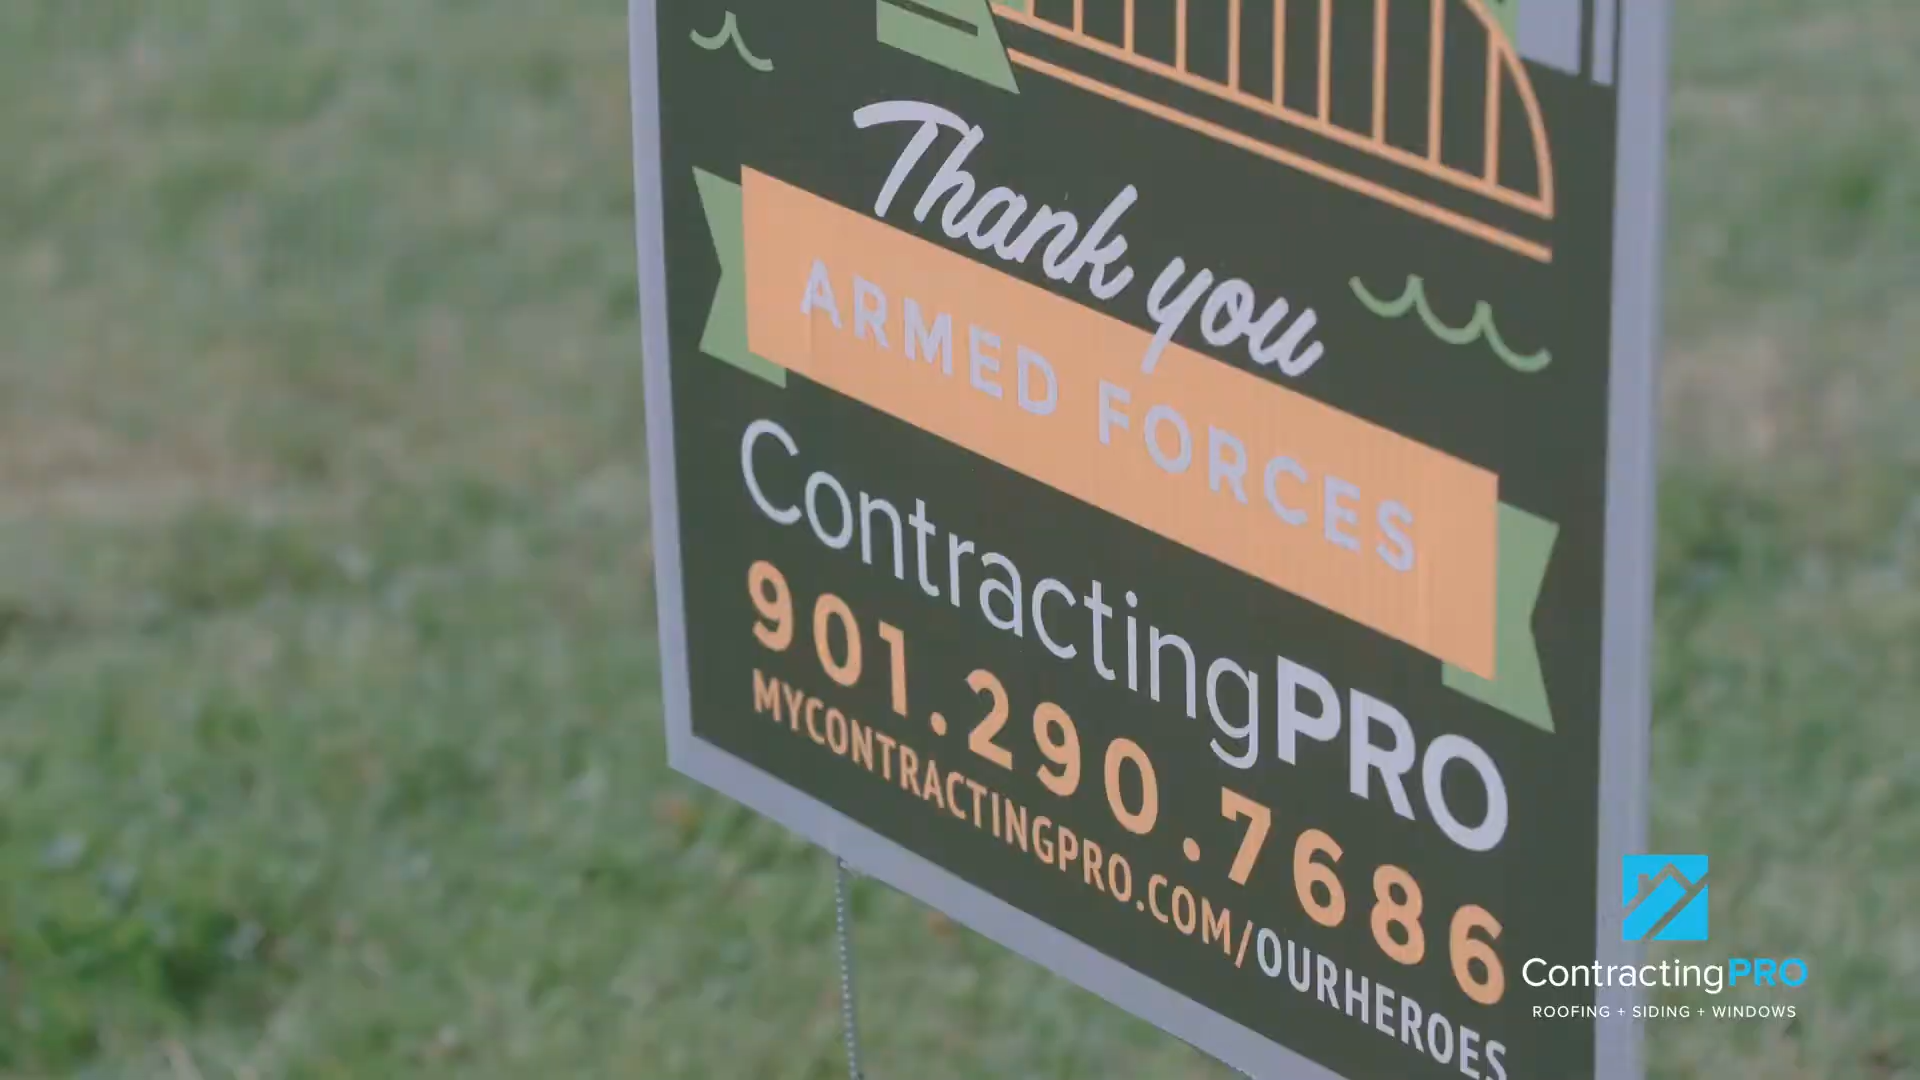 Thank you
ARMED FORCES
ContractingPRO
901.290.7686
MYCONTRACTINGPRO.COM/OURHEROES
ContractingPRO
ROOFING + SIDING + WINDOWS